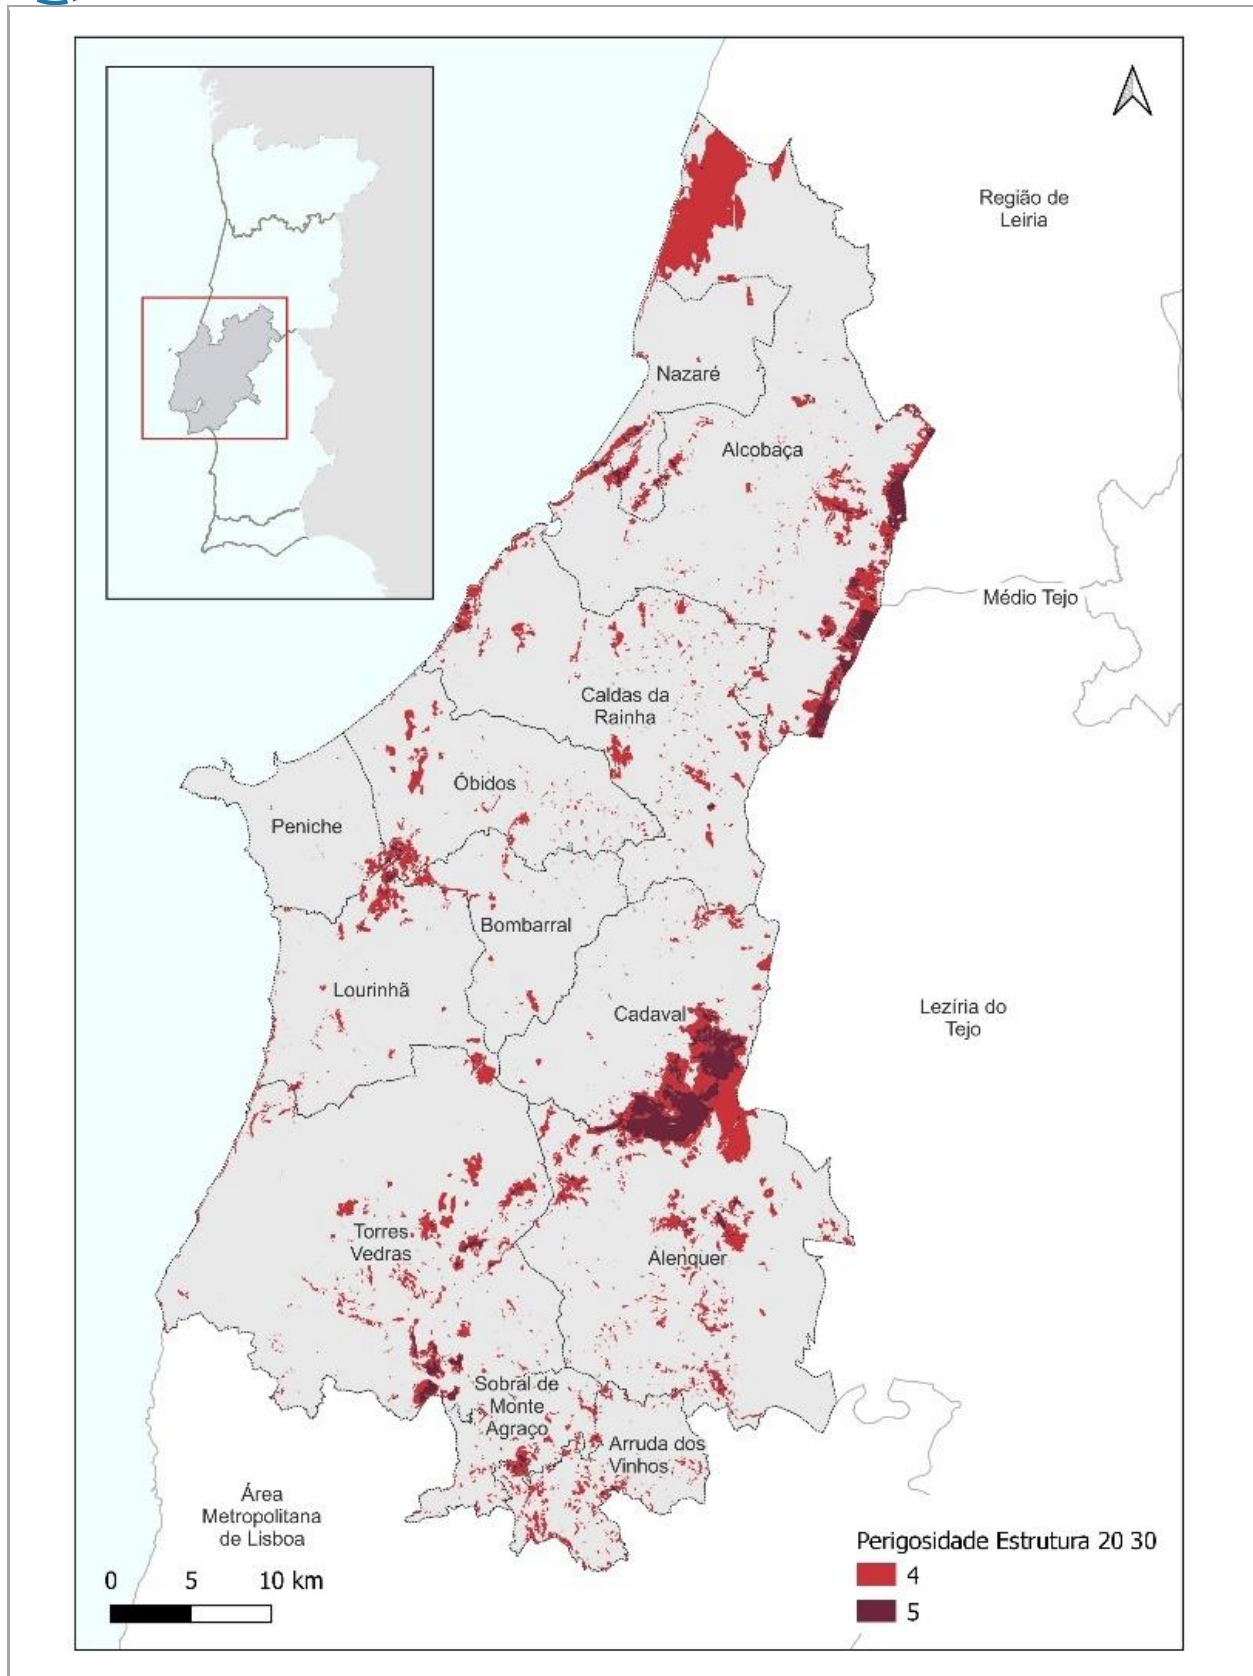 Região de
Leiria
Nazaré
Alcobaça
Médio Tejo
Caldas da
Rainha
Óbidos
Peniche
Bombarral
Lourinhã
Cadaval
Lezíria do
Tejo
Torres
Vedras
Alenquer
Sobral de
Monte
Agraço
Arruda dos
Vinhos
Área
Metropolitana
de Lisboa
Perigosidade Estrutura 20 30
4
5
0 5 10 km